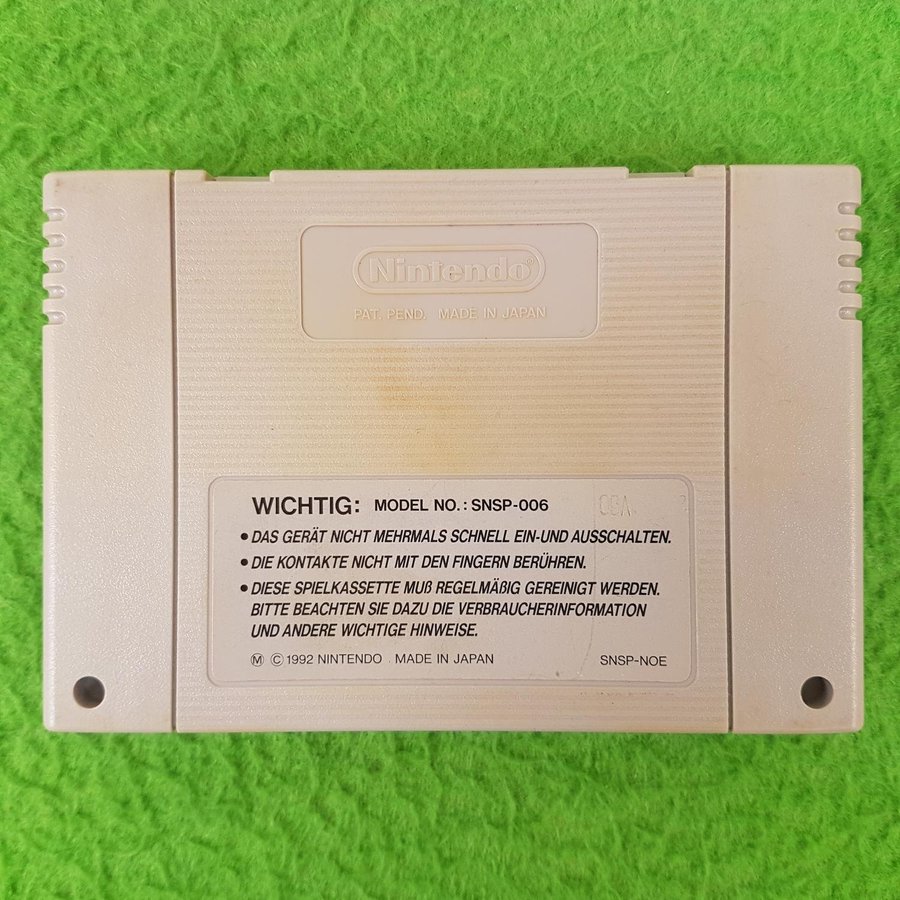 Nintendo®
PAT. PEND. MADE IN JAPAN
WICHTIG: MODEL NO.: SNSP-006
• DAS GERÄT NICHT MEHRMALS SCHNELL EIN-UND AUSSCHALTEN.
• DIE KONTAKTE NICHT MIT DEN FINGERN BERÜHREN.
• DIESE SPIELKASSETTE MUß REGELMÄßIG GEREINIGT WERDEN.
BITTE BEACHTEN SIE DAZU DIE VERBRAUCHERINFORMATION
UND ANDERE WICHTIGE HINWEISE.
Ⓜ © 1992 NINTENDO . MADE IN JAPAN SNSP-NOE